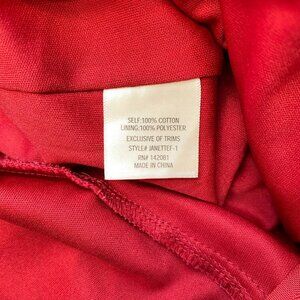 SELF:100% COTTON
LINING:100% POLYESTER
EXCLUSIVE OF TRIMS
STYLE# JANETTEF-1
RN# 142081
MADE IN CHINA